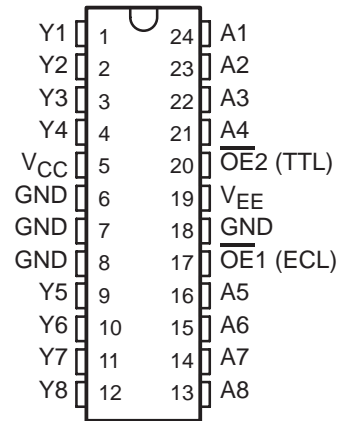 Y1 1 24 A1
Y2 2 23 A2
Y3 3 22 A3
Y4 4 21 A4
VCC 5 20 O̅E̅2 (TTL)
GND 6 19 VEE
GND 7 18 GND
GND 8 17 O̅E̅1 (ECL)
Y5 9 16 A5
Y6 10 15 A6
Y7 11 14 A7
Y8 12 13 A8